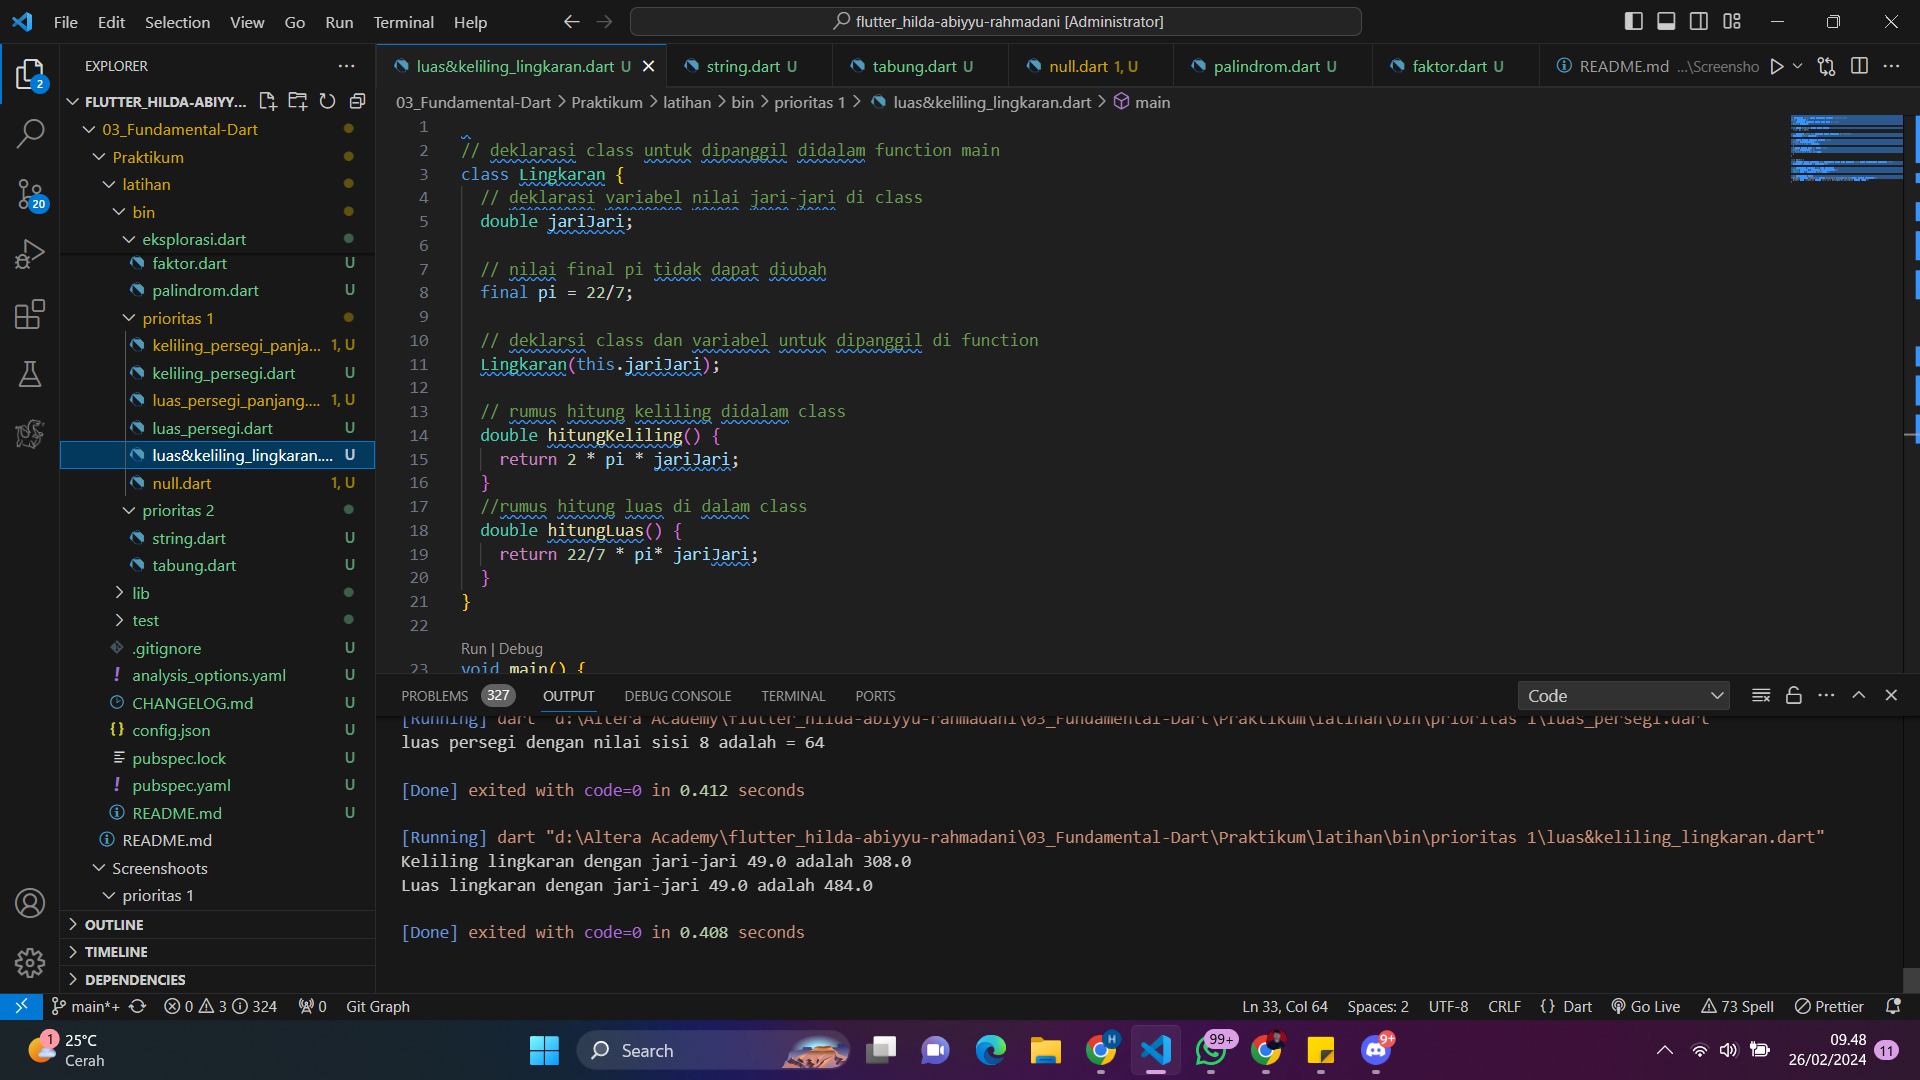 File Edit Selection View Go Run Terminal Help
flutter_hilda-abiyyu-rahmadani [Administrator]
2
20
EXPLORER
FLUTTER_HILDA-ABIYY...
03_Fundamental-Dart
Praktikum
latihan
bin
eksplorasi.dart
faktor.dart U
palindrom.dart U
prioritas 1
keliling_persegi_panja... 1, U
keliling_persegi.dart U
luas_persegi_panjang.... 1, U
luas_persegi.dart U
luas&keliling_lingkaran.... U
null.dart 1, U
prioritas 2
string.dart U
tabung.dart U
lib
test
.gitignore U
analysis_options.yaml U
CHANGELOG.md U
config.json U
pubspec.lock U
pubspec.yaml U
README.md U
README.md
Screenshoots
prioritas 1
OUTLINE
TIMELINE
DEPENDENCIES
luas&keliling_lingkaran.dart U string.dart U tabung.dart U null.dart 1, U palindrom.dart U faktor.dart U README.md ...\Screensho
03_Fundamental-Dart > Praktikum > latihan > bin > prioritas 1 > luas&keliling_lingkaran.dart > main
1
2 // deklarasi class untuk dipanggil didalam function main
3 class Lingkaran {
4 // deklarasi variabel nilai jari-jari di class
5 double jariJari;
6
7 // nilai final pi tidak dapat diubah
8 final pi = 22/7;
9
10 // deklarsi class dan variabel untuk dipanggil di function
11 Lingkaran(this.jariJari);
12
13 // rumus hitung keliling didalam class
14 double hitungKeliling() {
15 return 2 * pi * jariJari;
16 }
17 //rumus hitung luas di dalam class
18 double hitungLuas() {
19 return 22/7 * pi* jariJari;
20 }
21 }
22
Run | Debug
23 void main() {
PROBLEMS 327 OUTPUT DEBUG CONSOLE TERMINAL PORTS Code
[Running] dart "d:\Altera Academy\flutter_hilda-abiyyu-rahmadani\03_Fundamental-Dart\Praktikum\latihan\bin\prioritas 1\luas_persegi.dart"
luas persegi dengan nilai sisi 8 adalah = 64
[Done] exited with code=0 in 0.412 seconds
[Running] dart "d:\Altera Academy\flutter_hilda-abiyyu-rahmadani\03_Fundamental-Dart\Praktikum\latihan\bin\prioritas 1\luas&keliling_lingkaran.dart"
Keliling lingkaran dengan jari-jari 49.0 adalah 308.0
Luas lingkaran dengan jari-jari 49.0 adalah 484.0
[Done] exited with code=0 in 0.408 seconds
main*+ 0 3 324 0 Git Graph Ln 33, Col 64 Spaces: 2 UTF-8 CRLF {} Dart Go Live 73 Spell Prettier
1
25°C
Cerah
Search
H
99+
9+
09.48
26/02/2024
11